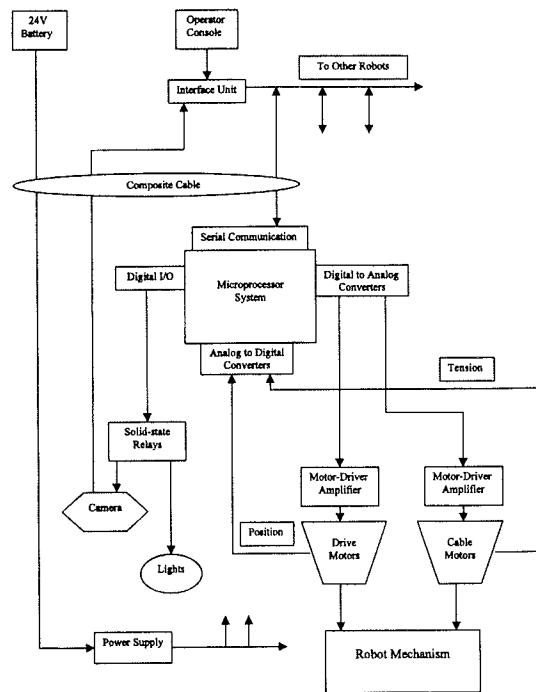 24V
Battery
Operator
Console
Interface Unit
To Other Robots
Composite Cable
Serial Communication
Digital I/O
Microprocessor
System
Digital to Analog
Converters
Analog to Digital
Converters
Tension
Solid-state
Relays
Motor-Driver
Amplifier
Motor-Driver
Amplifier
Camera
Position
Drive
Motors
Cable
Motors
Lights
Power Supply
Robot Mechanism